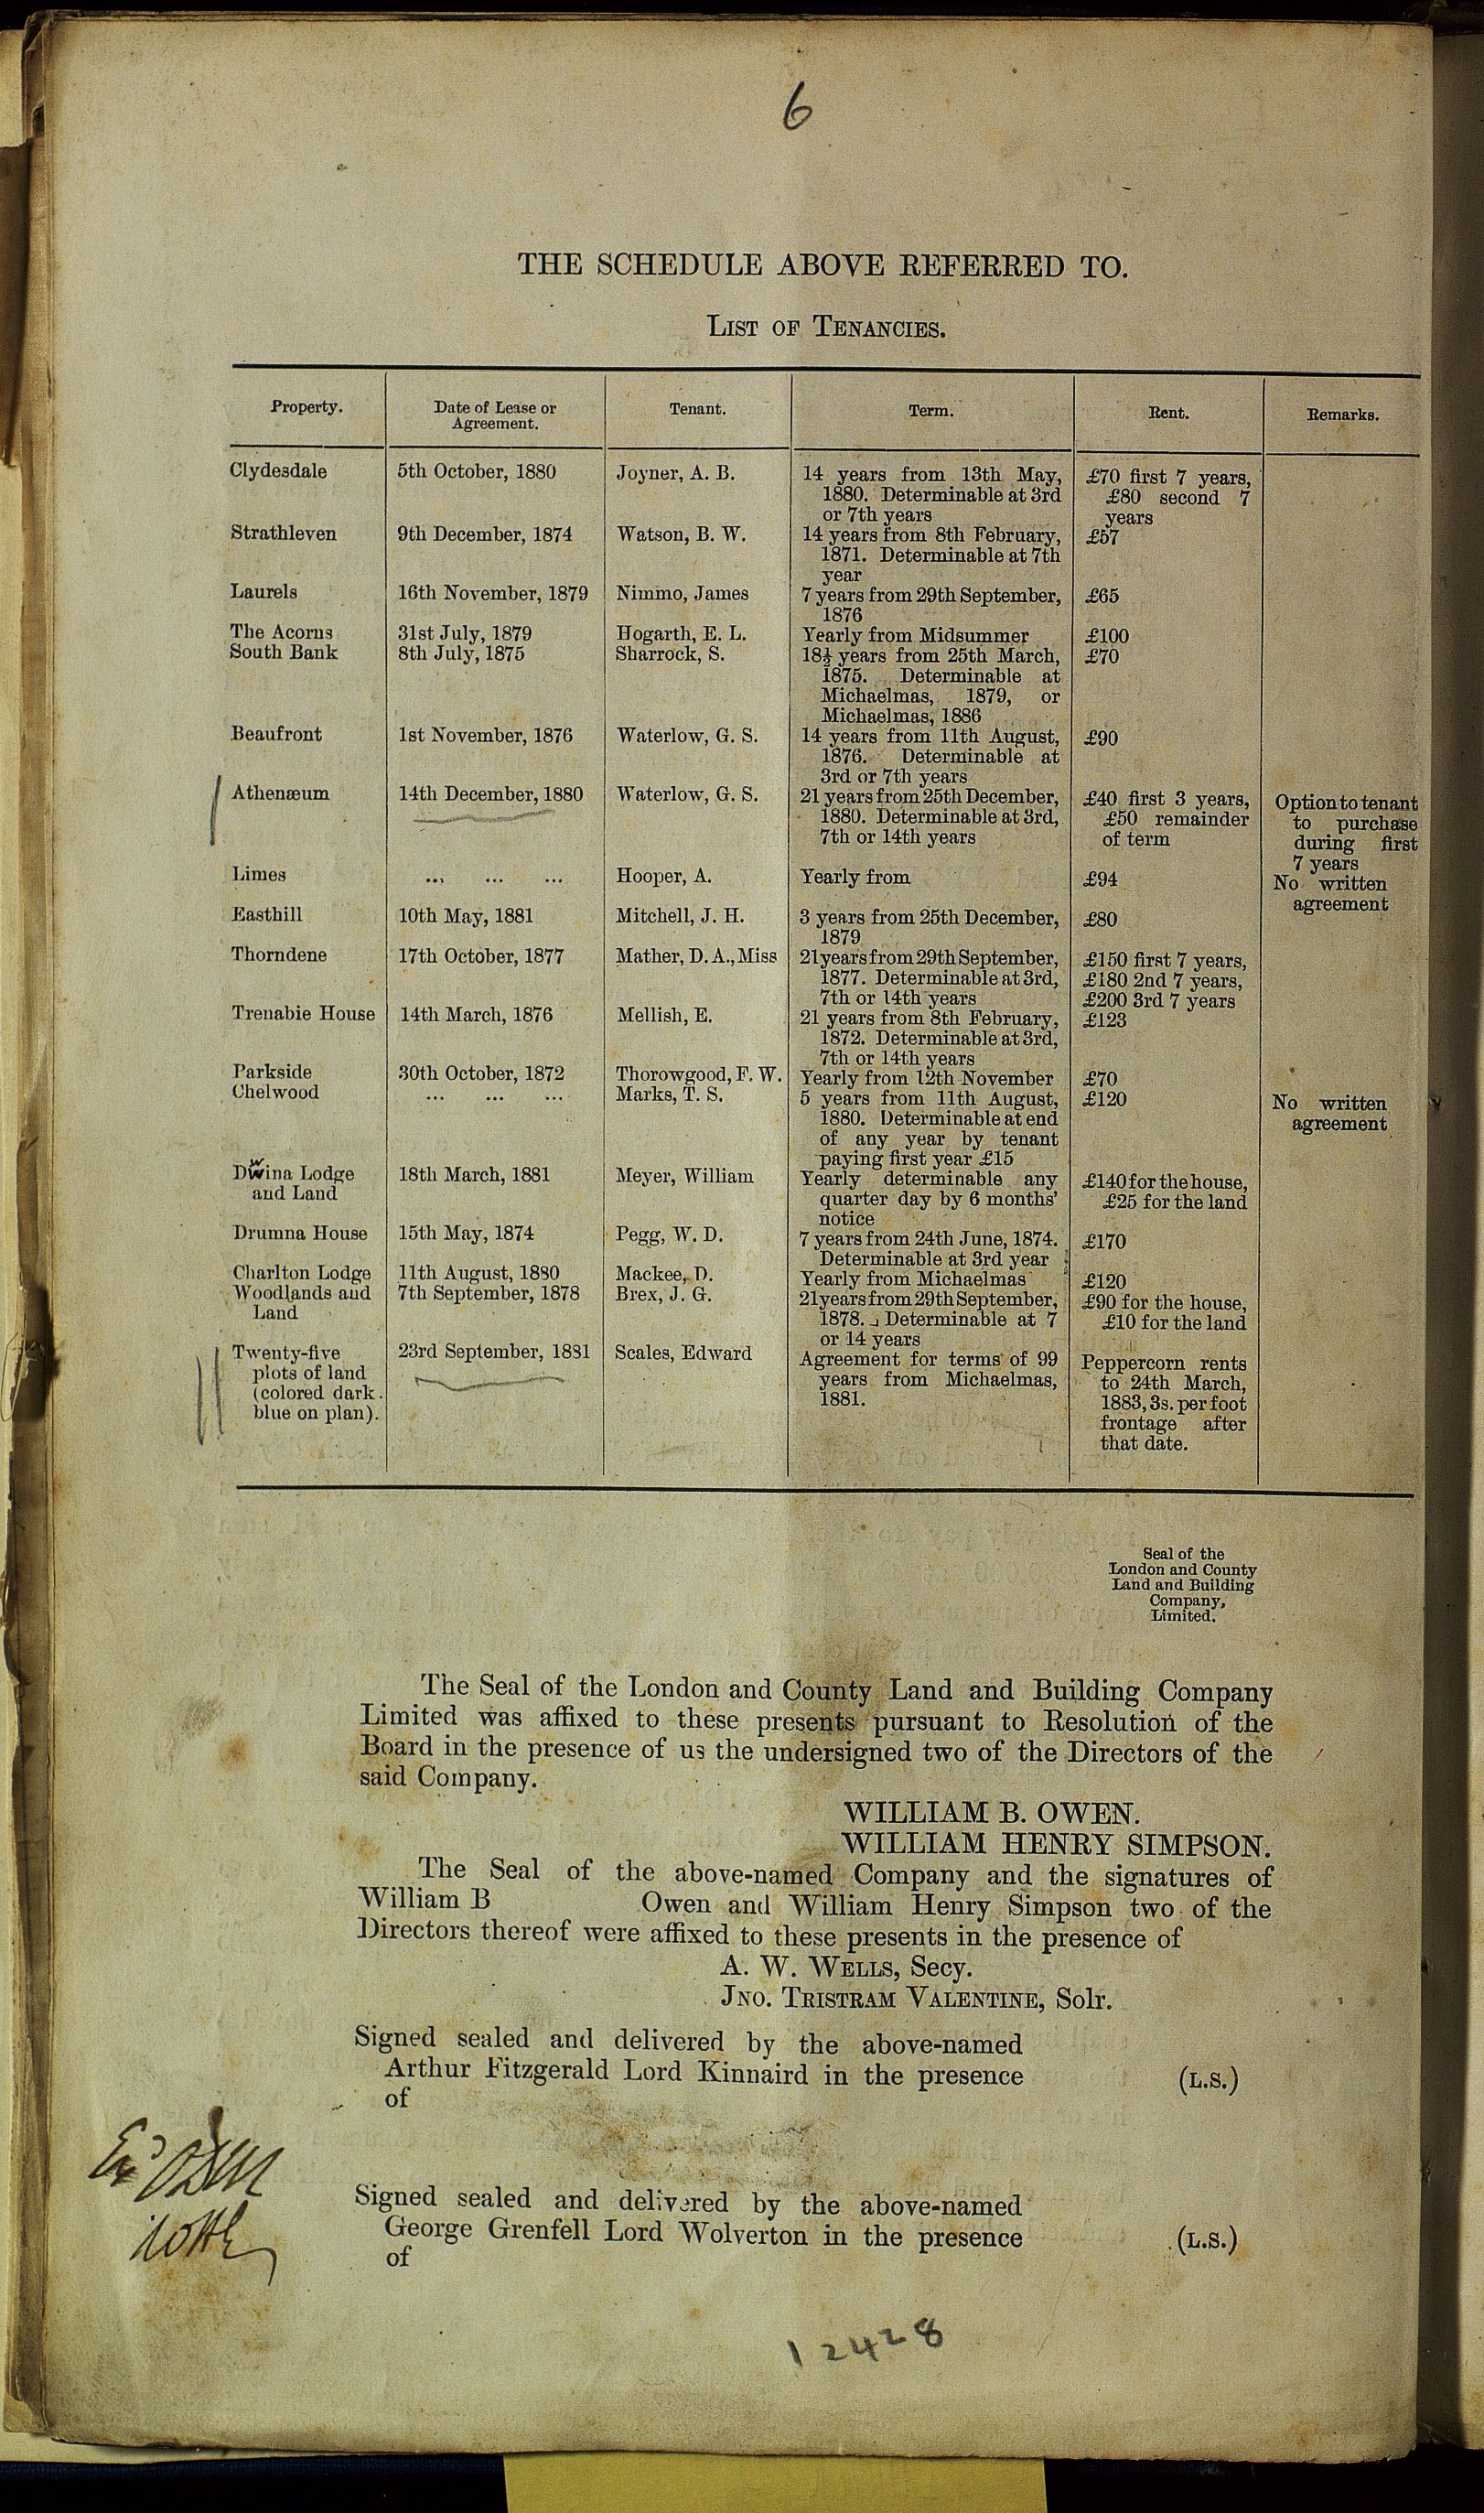 6
THE SCHEDULE ABOVE REFERRED TO.
LIST OF TENANCIES.
Property. Date of Lease or Agreement. Tenant. Term. Rent. Remarks.
Clydesdale 5th October, 1880 Joyner, A. B. 14 years from 13th May, £70 first 7 years,
1880. Determinable at 3rd £80 second 7
or 7th years years
Strathleven 9th December, 1874 Watson, B. W. 14 years from 8th February, £57
1871. Determinable at 7th
year
Laurels 16th November, 1879 Nimmo, James 7 years from 29th September, £65
1876
The Acorns 31st July, 1879 Hogarth, E. L. Yearly from Midsummer £100
South Bank 8th July, 1875 Sharrock, S. 18½ years from 25th March, £70
1875. Determinable at
Michaelmas, 1879, or
Michaelmas, 1886
Beaufront 1st November, 1876 Waterlow, G. S. 14 years from 11th August, £90
1876. Determinable at
3rd or 7th years
Athenæum 14th December, 1880 Waterlow, G. S. 21 years from 25th December, £40 first 3 years, Option to tenant
1880. Determinable at 3rd, £50 remainder to purchase
7th or 14th years of term during first
7 years
Limes ... ... ... Hooper, A. Yearly from £94 No written
agreement
Easthill 10th May, 1881 Mitchell, J. H. 3 years from 25th December, £80
1879
Thorndene 17th October, 1877 Mather, D. A., Miss 21 years from 29th September, £150 first 7 years,
1877. Determinable at 3rd, £180 2nd 7 years,
7th or 14th years £200 3rd 7 years
Trenabie House 14th March, 1876 Mellish, E. 21 years from 8th February, £123
1872. Determinable at 3rd,
7th or 14th years
Parkside 30th October, 1872 Thorowgood, F. W. Yearly from 12th November £70
Chelwood ... ... ... Marks, T. S. 5 years from 11th August, £120 No written
1880. Determinable at end agreement
of any year by tenant
paying first year £15
Dwina Lodge 18th March, 1881 Meyer, William Yearly determinable any £140 for the house,
and Land quarter day by 6 months' £25 for the land
notice
Drumna House 15th May, 1874 Pegg, W. D. 7 years from 24th June, 1874. £170
Determinable at 3rd year
Charlton Lodge 11th August, 1880 Mackee, D. Yearly from Michaelmas £120
Woodlands and 7th September, 1878 Brex, J. G. 21 years from 29th September, £90 for the house,
Land 1878. Determinable at 7 £10 for the land
or 14 years
Twenty-five 23rd September, 1881 Scales, Edward Agreement for terms of 99 Peppercorn rents
plots of land years from Michaelmas, to 24th March,
(colored dark 1881. 1883, 3s. per foot
blue on plan). frontage after
that date.
Seal of the
London and County
Land and Building
Company,
Limited.
The Seal of the London and County Land and Building Company
Limited was affixed to these presents pursuant to Resolution of the
Board in the presence of us the undersigned two of the Directors of the
said Company.
WILLIAM B. OWEN.
WILLIAM HENRY SIMPSON.
The Seal of the above-named Company and the signatures of
William B Owen and William Henry Simpson two of the
Directors thereof were affixed to these presents in the presence of
A. W. WELLS, Secy.
JNO. TRISTRAM VALENTINE, Solr.
Signed sealed and delivered by the above-named
Arthur Fitzgerald Lord Kinnaird in the presence (L.S.)
of
Signed sealed and delivered by the above-named
George Grenfell Lord Wolverton in the presence (L.S.)
of
12428